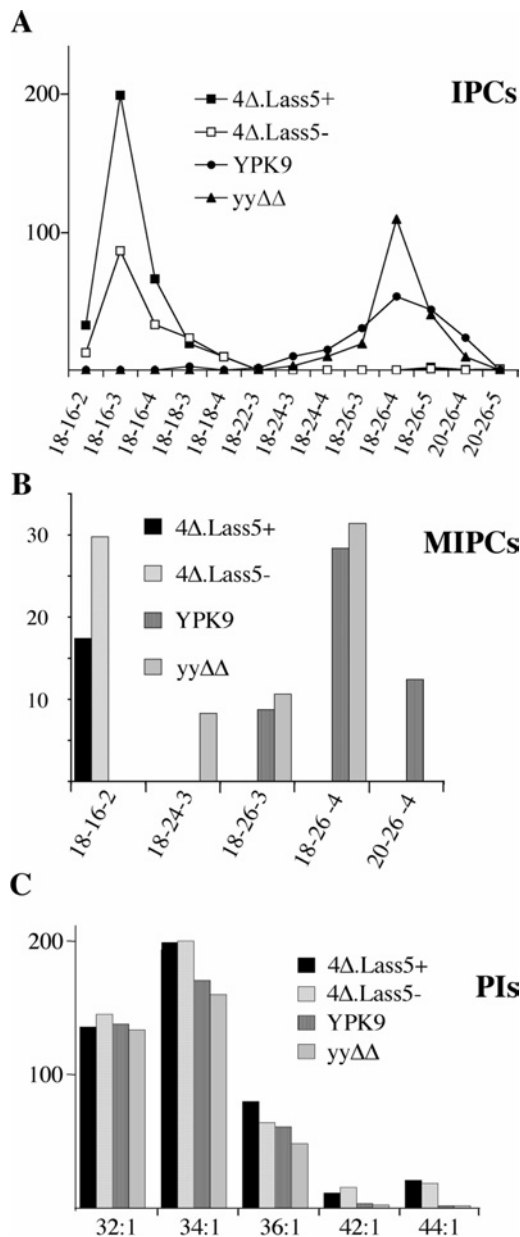 A
200
100
IPCs
4Δ.Lass5+
4Δ.Lass5-
YPK9
yyΔΔ
18-16-2
18-16-3
18-16-4
18-18-3
18-18-4
18-22-3
18-24-3
18-24-4
18-26-3
18-26-4
18-26-5
20-26-4
20-26-5
B
30
20
10
MIPCs
4Δ.Lass5+
4Δ.Lass5-
YPK9
yyΔΔ
18-16-2
18-24-3
18-26-3
18-26-4
20-26-4
C
200
100
PIs
4Δ.Lass5+
4Δ.Lass5-
YPK9
yyΔΔ
32:1 34:1 36:1 42:1 44:1